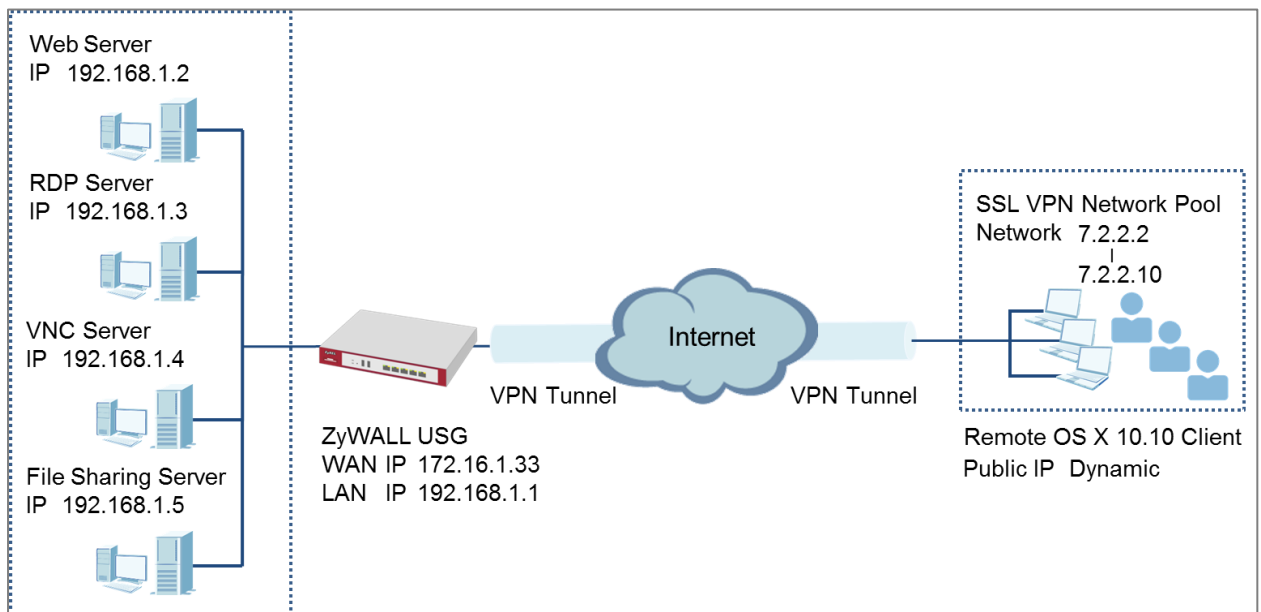 Web Server
IP 192.168.1.2
RDP Server
IP 192.168.1.3
VNC Server
IP 192.168.1.4
File Sharing Server
IP 192.168.1.5
ZyWALL USG
WAN IP 172.16.1.33
LAN IP 192.168.1.1
VPN Tunnel
Internet
VPN Tunnel
SSL VPN Network Pool
Network 7.2.2.2
|
7.2.2.10
Remote OS X 10.10 Client
Public IP Dynamic